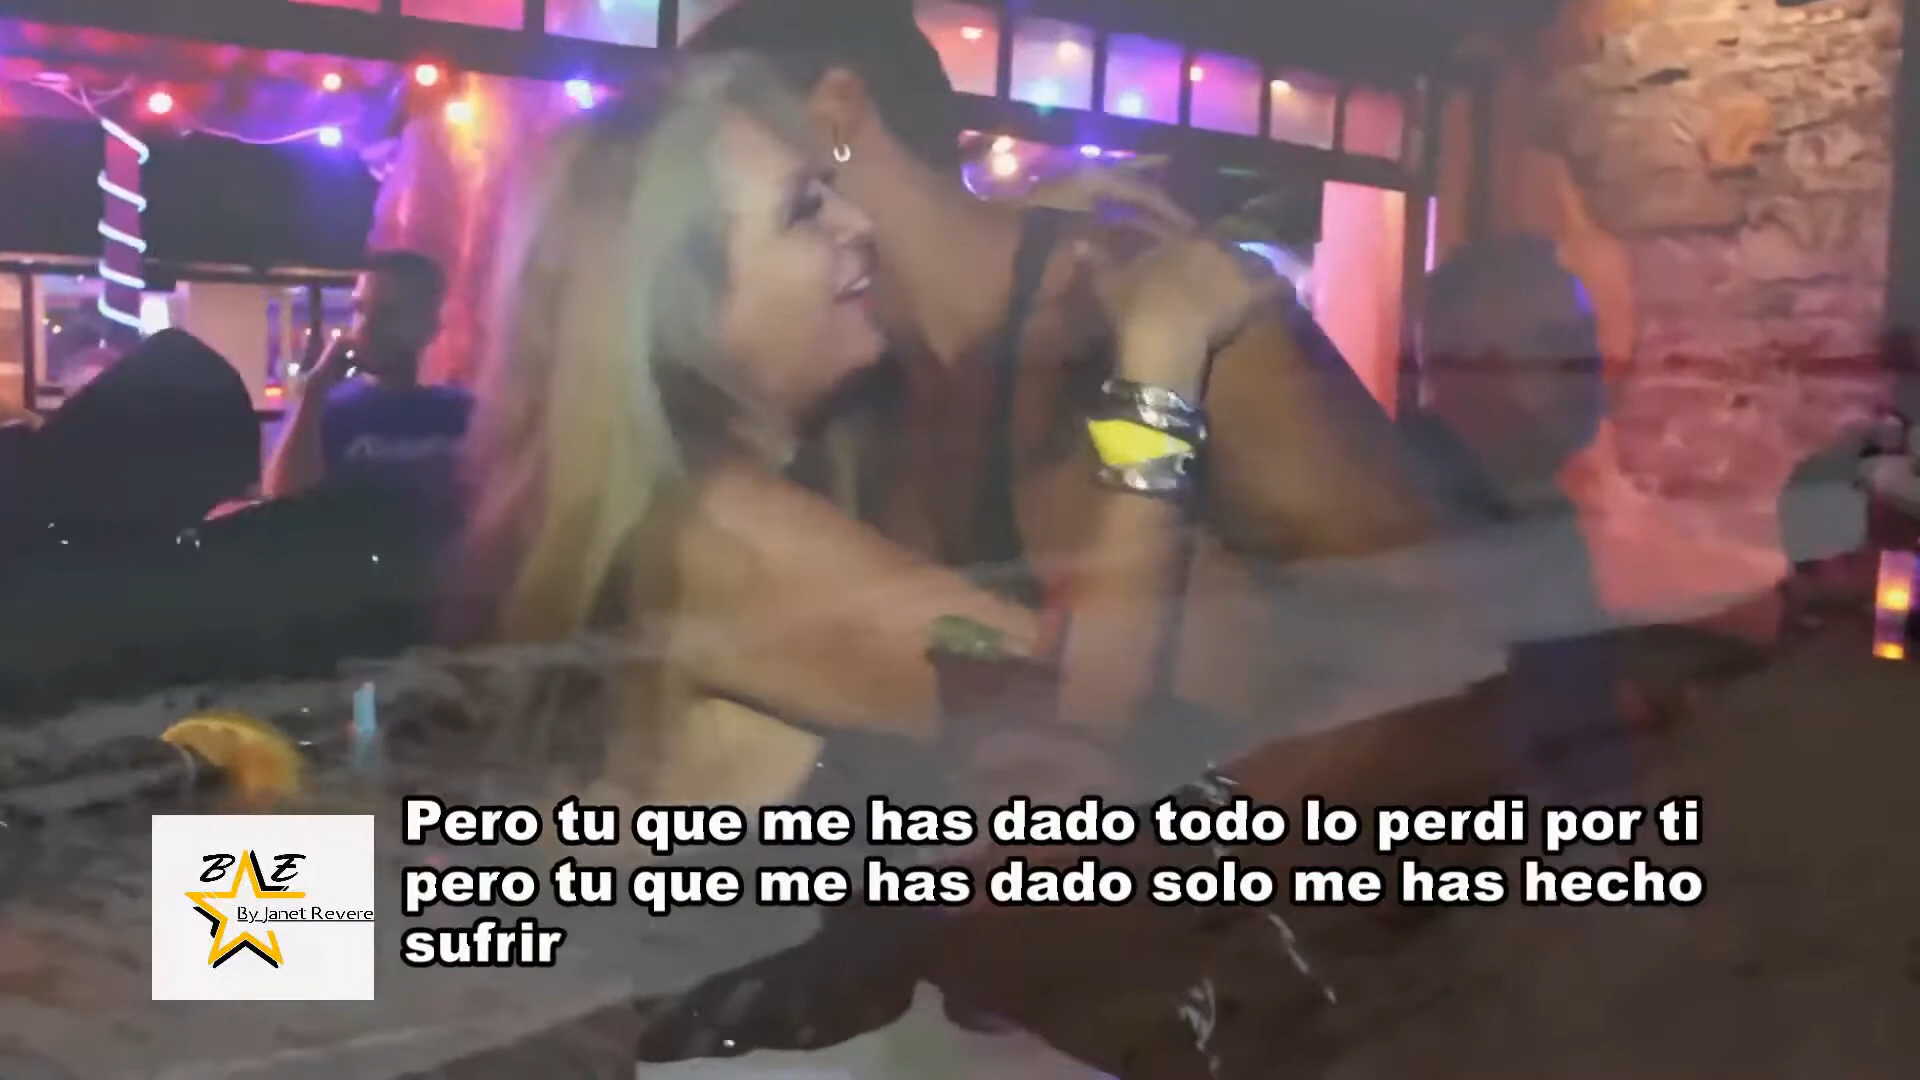 Pero tu que me has dado todo lo perdi por ti
pero tu que me has dado solo me has hecho
sufrir
BLE
By Janet Revere